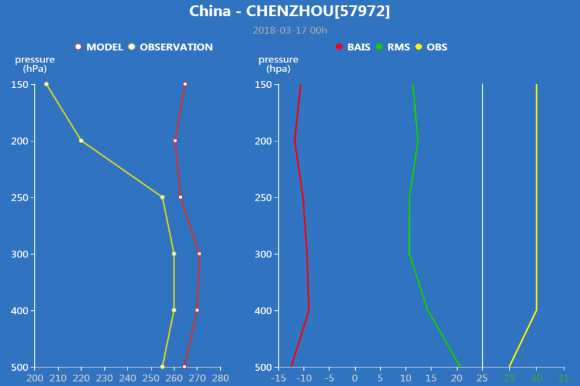 China - CHENZHOU[57972]
2018-03-17 00h
MODEL OBSERVATION
BAIS RMS OBS
pressure
(hPa)
pressure
(hpa)
150 150
200 200
250 250
300 300
400 400
500 500
200 210 220 230 240 250 260 270 280
-15 -10 -5 0 5 10 15 20 25 29 30 31